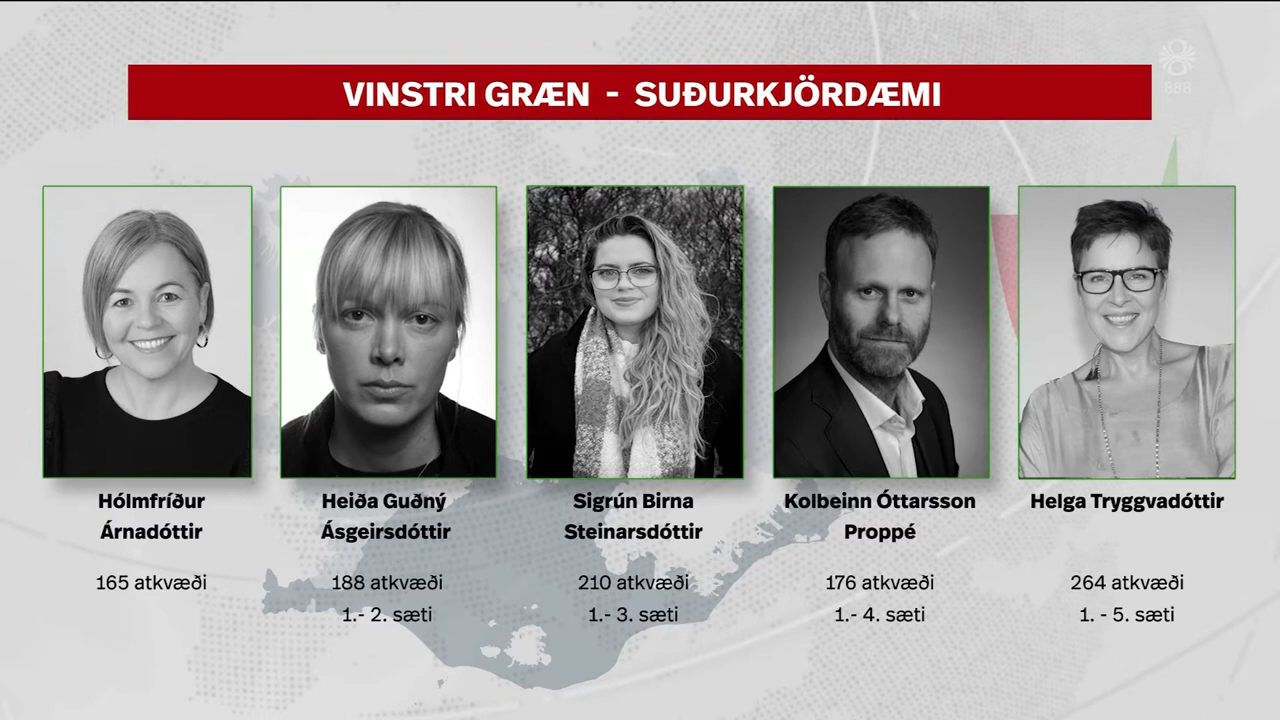 VINSTRI GRÆN - SUÐURKJÖRDÆMI
888
Hólmfríður
Árnadóttir
165 atkvæði
Heiða Guðný
Ásgeirsdóttir
188 atkvæði
1.- 2. sæti
Sigrún Birna
Steinarsdóttir
210 atkvæði
1.- 3. sæti
Kolbeinn Óttarsson
Proppé
176 atkvæði
1.- 4. sæti
Helga Tryggvadóttir
264 atkvæði
1. - 5. sæti